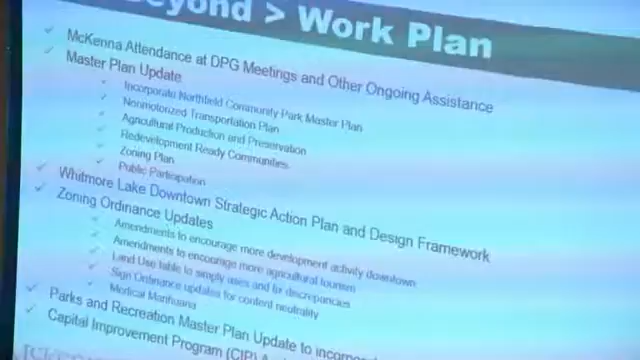 Beyond > Work Plan
McKenna Attendance at DPG Meetings and Other Ongoing Assistance
Master Plan Update
Incorporate Northfield Community Park Master Plan
Nonmotorized Transportation Plan
Agricultural Production and Preservation
Redevelopment Ready Communities
Zoning Plan
Public Participation
Whitmore Lake Downtown Strategic Action Plan and Design Framework
Zoning Ordinance Updates
Amendments to encourage more development activity downtown
Amendments to encourage more agricultural tourism
Land Use table to simply uses and fix discrepancies
Sign Ordinance updates for content neutrality
Medical Marihuana
Parks and Recreation Master Plan Update to incorpo
Capital Improvement Program (CIP)